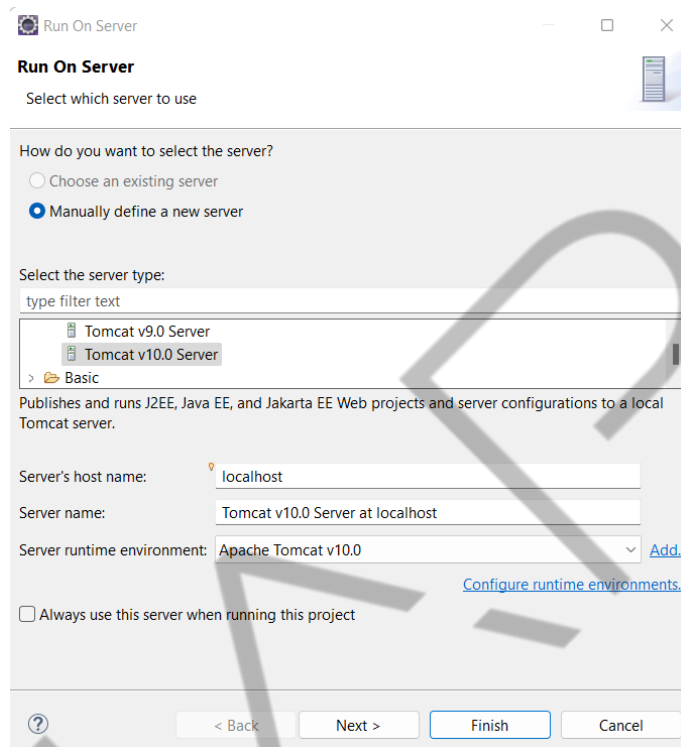 Run On Server
Run On Server
Select which server to use
How do you want to select the server?
Choose an existing server
Manually define a new server
Select the server type:
type filter text
Tomcat v9.0 Server
Tomcat v10.0 Server
Basic
Publishes and runs J2EE, Java EE, and Jakarta EE Web projects and server configurations to a local
Tomcat server.
Server's host name: localhost
Server name: Tomcat v10.0 Server at localhost
Server runtime environment: Apache Tomcat v10.0 Add.
Configure runtime environments.
Always use this server when running this project
? < Back Next > Finish Cancel